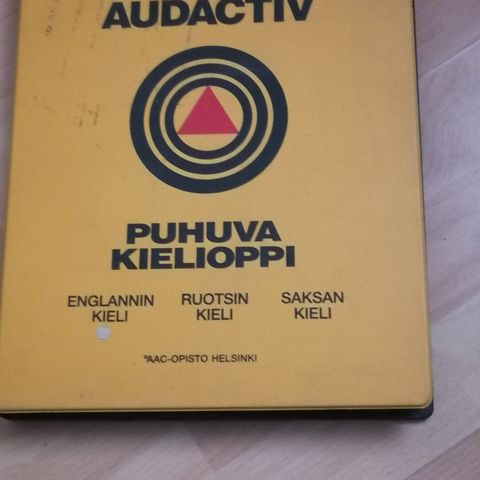 AUDACTIV
PUHUVA
KIELIOPPI
ENGLANNIN RUOTSIN SAKSAN
KIELI KIELI KIELI
°AAC-OPISTO HELSINKI